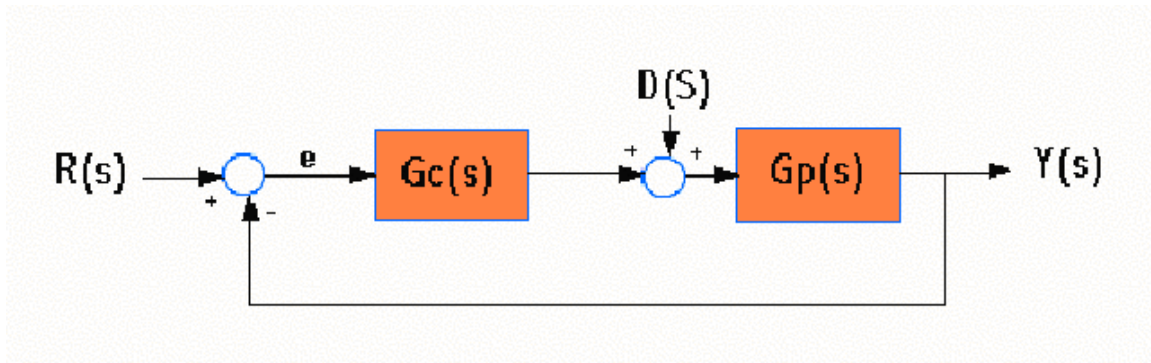 D(S)
R(s)
+
-
e
Gc(s)
+
+
Gp(s)
Y(s)